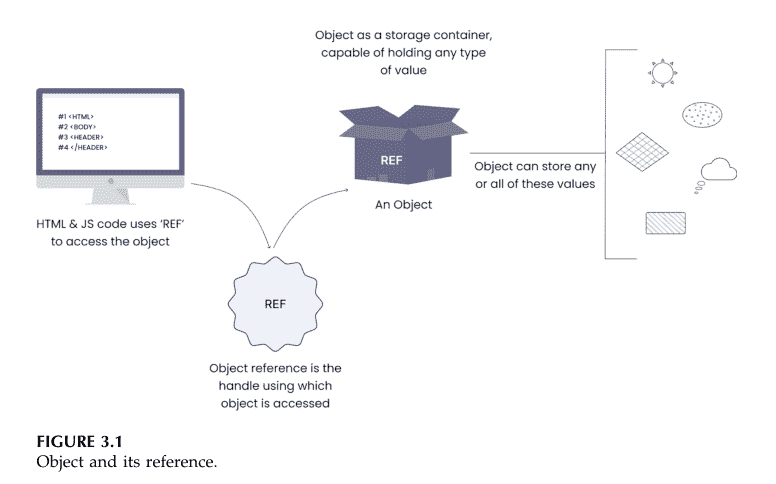 Object as a storage container,
capable of holding any type
of value
#1 <HTML>
#2 <BODY>
#3 <HEADER>
#4 </HEADER>
REF
Object can store any
or all of these values
An Object
HTML & JS code uses ‘REF’
to access the object
REF
Object reference is the
handle using which
object is accessed
FIGURE 3.1
Object and its reference.